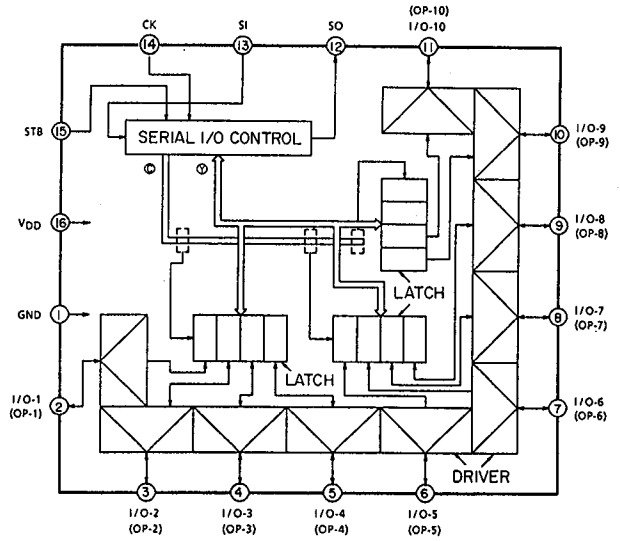 (OP-10)
CK SI SO I/O-10
14 13 12 11
STB 15
SERIAL I/O CONTROL
10 I/O-9
(OP-9)
C Y
VDD 16
9 I/O-8
(OP-8)
LATCH
GND 1
8 I/O-7
(OP-7)
LATCH
I/O-1 2
(OP-1)
7 I/O-6
(OP-6)
DRIVER
3 4 5 6
I/O-2 I/O-3 I/O-4 I/O-5
(OP-2) (OP-3) (OP-4) (OP-5)